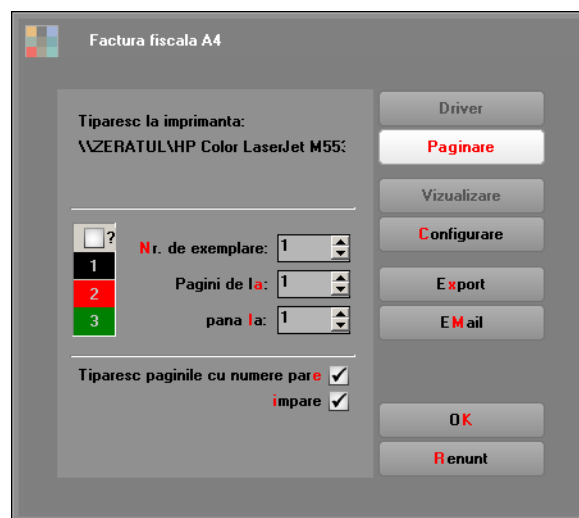 Factura fiscala A4
Tiparesc la imprimanta:
\\ZERATUL\HP Color LaserJet M553
?
1
2
3
Nr. de exemplare: 1
Pagini de la: 1
pana la: 1
Tiparesc paginile cu numere pare
impare
Driver
Paginare
Vizualizare
Configurare
Export
EMail
OK
Renunt